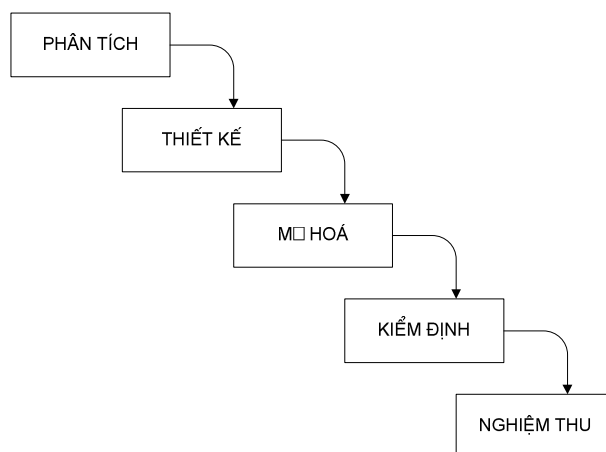 PHÂN TÍCH
THIẾT KẾ
M□ HOÁ
KIỂM ĐỊNH
NGHIỆM THU